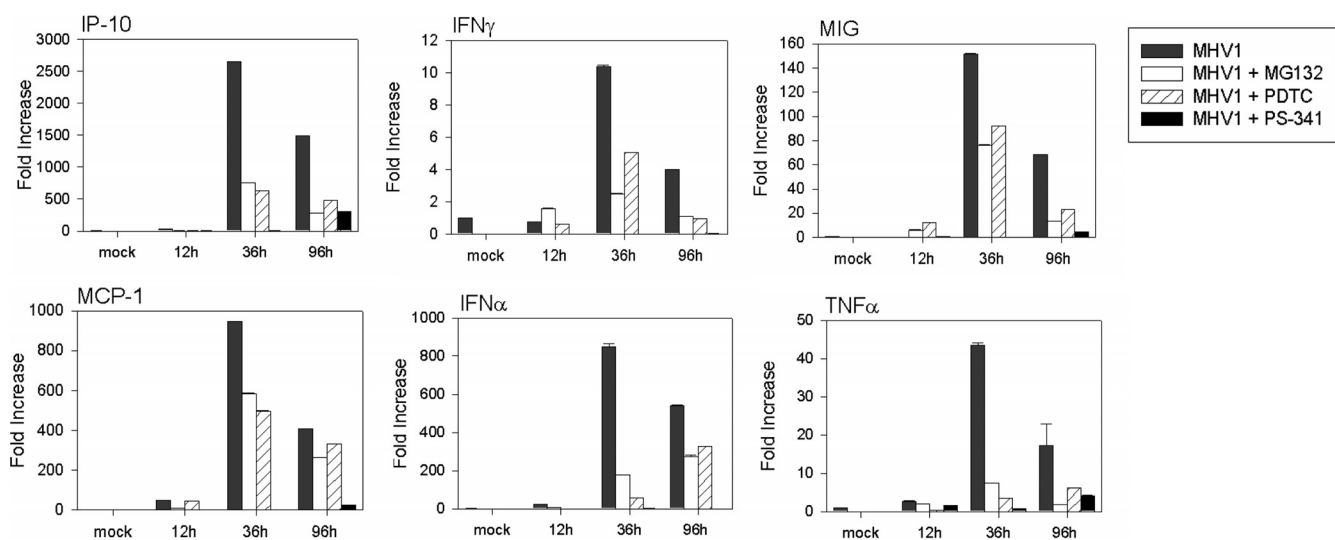 IP-10
Fold Increase
3000
2500
2000
1500
1000
500
0
mock 12h 36h 96h
IFNγ
Fold Increase
12
10
8
6
4
2
0
mock 12h 36h 96h
MIG
Fold Increase
160
140
120
100
80
60
40
20
0
mock 12h 36h 96h
MHV1
MHV1 + MG132
MHV1 + PDTC
MHV1 + PS-341
MCP-1
Fold Increase
1000
800
600
400
200
0
mock 12h 36h 96h
IFNα
Fold Increase
1000
800
600
400
200
0
mock 12h 36h 96h
TNFα
Fold Increase
50
40
30
20
10
0
mock 12h 36h 96h